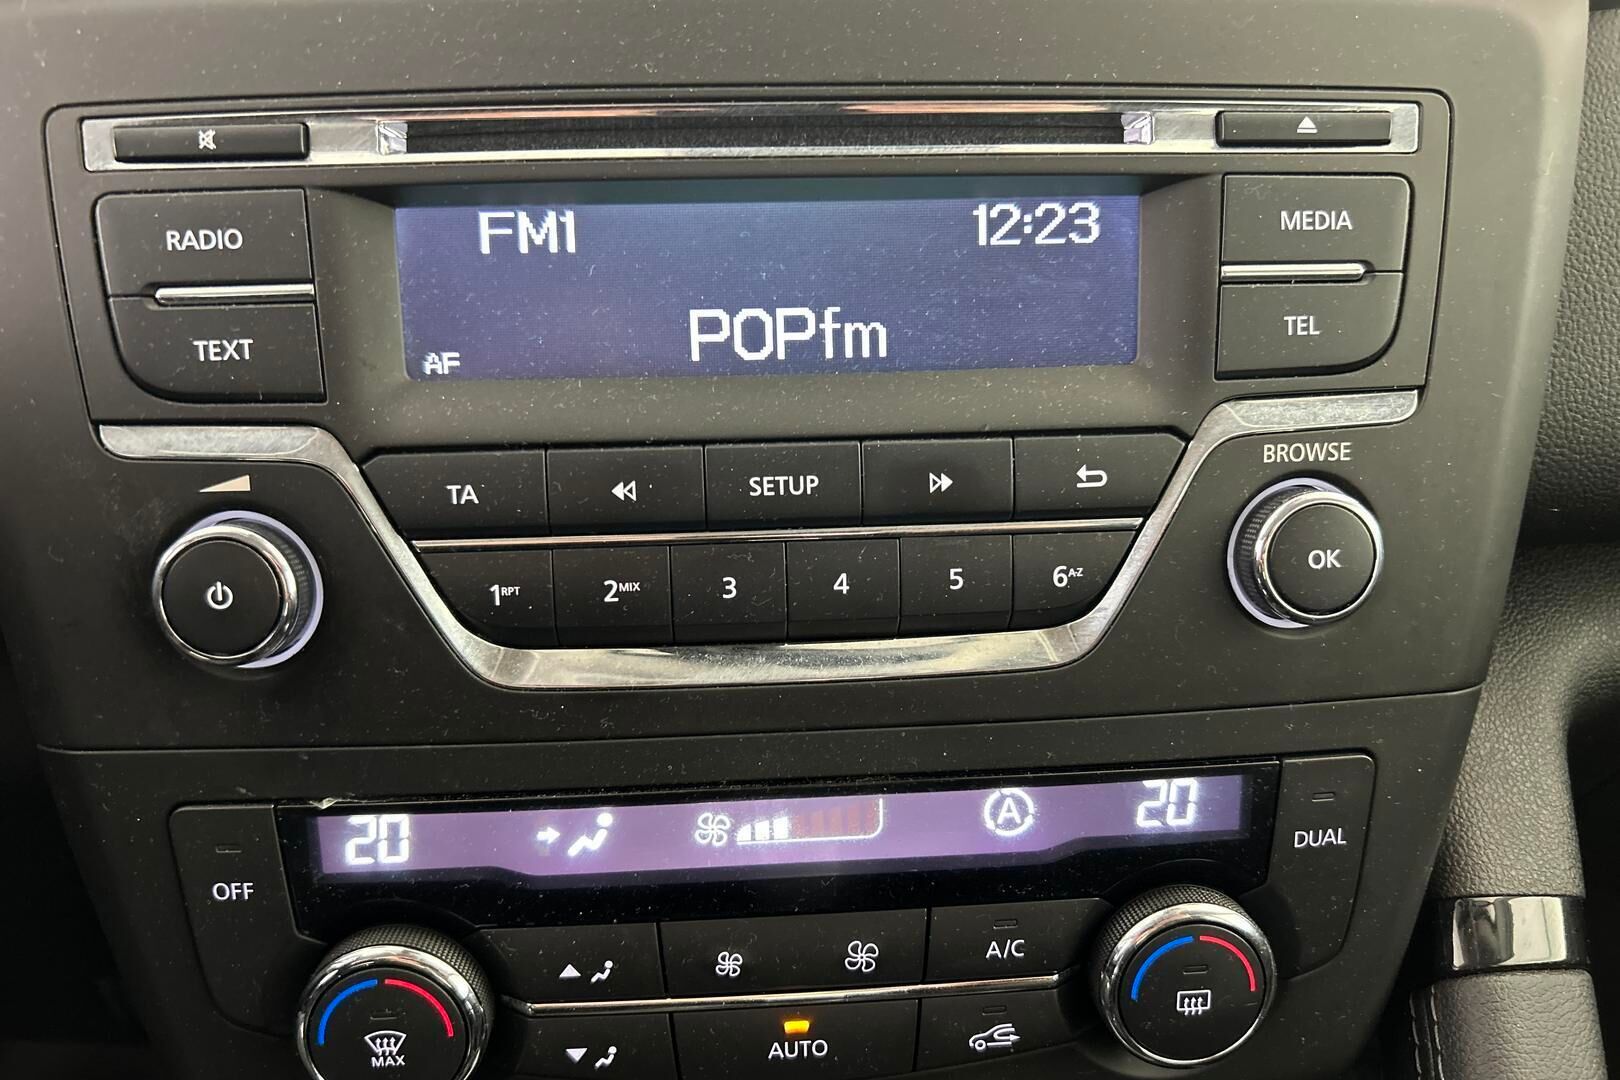 FM1 12:23
RADIO MEDIA
POPfm
TEXT TEL
AF
BROWSE
TA SETUP
1RPT 2MIX 3 4 5 6A-Z
OK
20 A 20
OFF DUAL
A/C
MAX AUTO